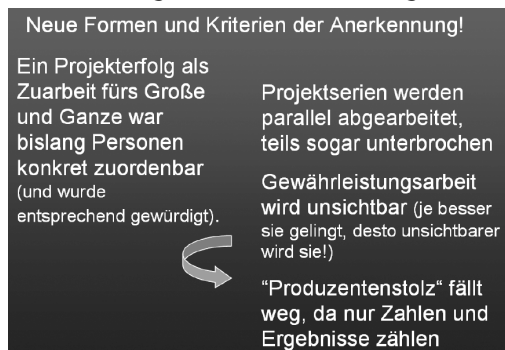 Neue Formen und Kriterien der Anerkennung!
Ein Projekterfolg als
Zuarbeit fürs Große
und Ganze war
bislang Personen
konkret zuordenbar
(und wurde
entsprechend gewürdigt).
Projektserien werden
parallel abgearbeitet,
teils sogar unterbrochen
Gewährleistungsarbeit
wird unsichtbar (je besser
sie gelingt, desto unsichtbarer
wird sie!)
"Produzentenstolz“ fällt
weg, da nur Zahlen und
Ergebnisse zählen